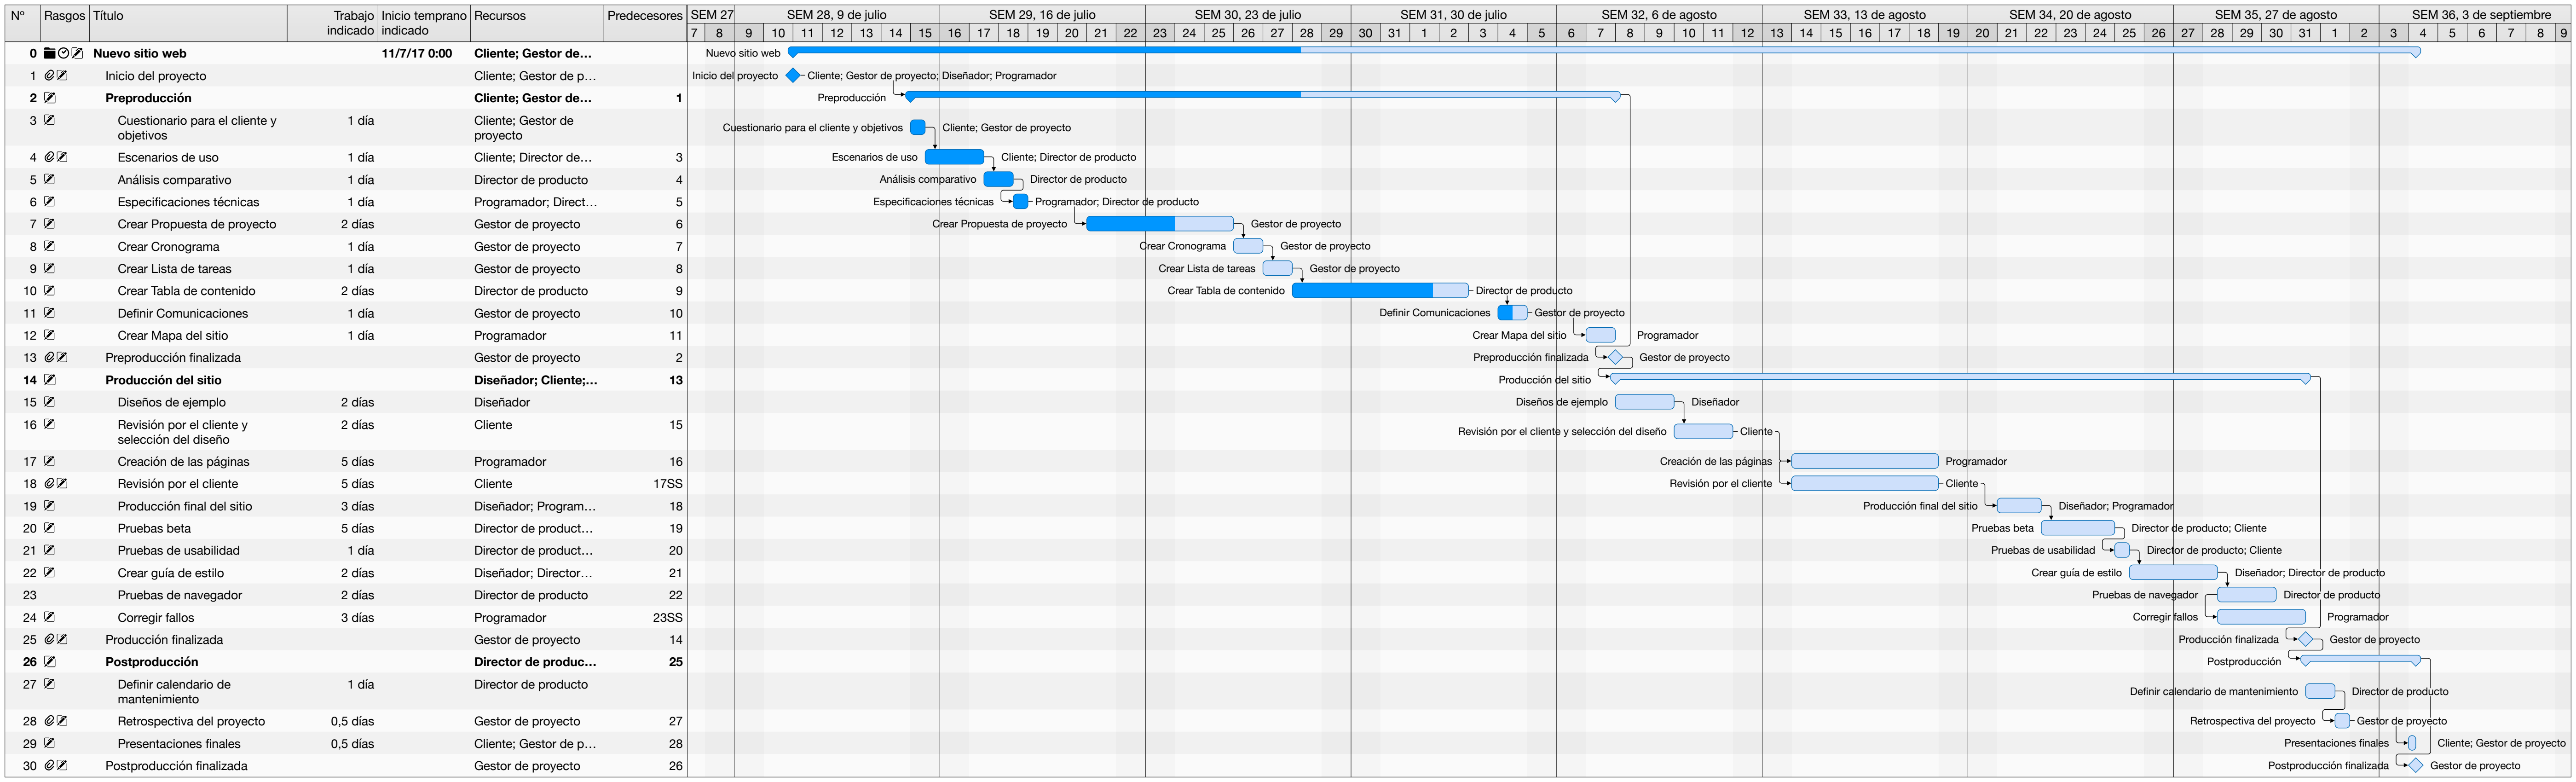 Nº Rasgos Título Trabajo indicado Inicio temprano indicado Recursos Predecesores
SEM 27 SEM 28, 9 de julio SEM 29, 16 de julio SEM 30, 23 de julio SEM 31, 30 de julio SEM 32, 6 de agosto SEM 33, 13 de agosto SEM 34, 20 de agosto SEM 35, 27 de agosto SEM 36, 3 de septiembre
7 8 9 10 11 12 13 14 15 16 17 18 19 20 21 22 23 24 25 26 27 28 29 30 31 1 2 3 4 5 6 7 8 9 10 11 12 13 14 15 16 17 18 19 20 21 22 23 24 25 26 27 28 29 30 31 1 2 3 4 5 6 7 8 9
0 Nuevo sitio web 11/7/17 0:00 Cliente; Gestor de…
Nuevo sitio web
1 Inicio del proyecto Cliente; Gestor de p…
Inicio del proyecto Cliente; Gestor de proyecto; Diseñador; Programador
2 Preproducción Cliente; Gestor de… 1
Preproducción
3 Cuestionario para el cliente y objetivos 1 día Cliente; Gestor de proyecto
Cuestionario para el cliente y objetivos Cliente; Gestor de proyecto
4 Escenarios de uso 1 día Cliente; Director de… 3
Escenarios de uso Cliente; Director de producto
5 Análisis comparativo 1 día Director de producto 4
Análisis comparativo Director de producto
6 Especificaciones técnicas 1 día Programador; Direct… 5
Especificaciones técnicas Programador; Director de producto
7 Crear Propuesta de proyecto 2 días Gestor de proyecto 6
Crear Propuesta de proyecto Gestor de proyecto
8 Crear Cronograma 1 día Gestor de proyecto 7
Crear Cronograma Gestor de proyecto
9 Crear Lista de tareas 1 día Gestor de proyecto 8
Crear Lista de tareas Gestor de proyecto
10 Crear Tabla de contenido 2 días Director de producto 9
Crear Tabla de contenido Director de producto
11 Definir Comunicaciones 1 día Gestor de proyecto 10
Definir Comunicaciones Gestor de proyecto
12 Crear Mapa del sitio 1 día Programador 11
Crear Mapa del sitio Programador
13 Preproducción finalizada Gestor de proyecto 2
Preproducción finalizada Gestor de proyecto
14 Producción del sitio Diseñador; Cliente;… 13
Producción del sitio
15 Diseños de ejemplo 2 días Diseñador
Diseños de ejemplo Diseñador
16 Revisión por el cliente y selección del diseño 2 días Cliente 15
Revisión por el cliente y selección del diseño Cliente
17 Creación de las páginas 5 días Programador 16
Creación de las páginas Programador
18 Revisión por el cliente 5 días Cliente 17SS
Revisión por el cliente Cliente
19 Producción final del sitio 3 días Diseñador; Program… 18
Producción final del sitio Diseñador; Programador
20 Pruebas beta 5 días Director de product… 19
Pruebas beta Director de producto; Cliente
21 Pruebas de usabilidad 1 día Director de product… 20
Pruebas de usabilidad Director de producto; Cliente
22 Crear guía de estilo 2 días Diseñador; Director… 21
Crear guía de estilo Diseñador; Director de producto
23 Pruebas de navegador 2 días Director de producto 22
Pruebas de navegador Director de producto
24 Corregir fallos 3 días Programador 23SS
Corregir fallos Programador
25 Producción finalizada Gestor de proyecto 14
Producción finalizada Gestor de proyecto
26 Postproducción Director de produc… 25
Postproducción
27 Definir calendario de mantenimiento 1 día Director de producto
Definir calendario de mantenimiento Director de producto
28 Retrospectiva del proyecto 0,5 días Gestor de proyecto 27
Retrospectiva del proyecto Gestor de proyecto
29 Presentaciones finales 0,5 días Cliente; Gestor de p… 28
Presentaciones finales Cliente; Gestor de proyecto
30 Postproducción finalizada Gestor de proyecto 26
Postproducción finalizada Gestor de proyecto